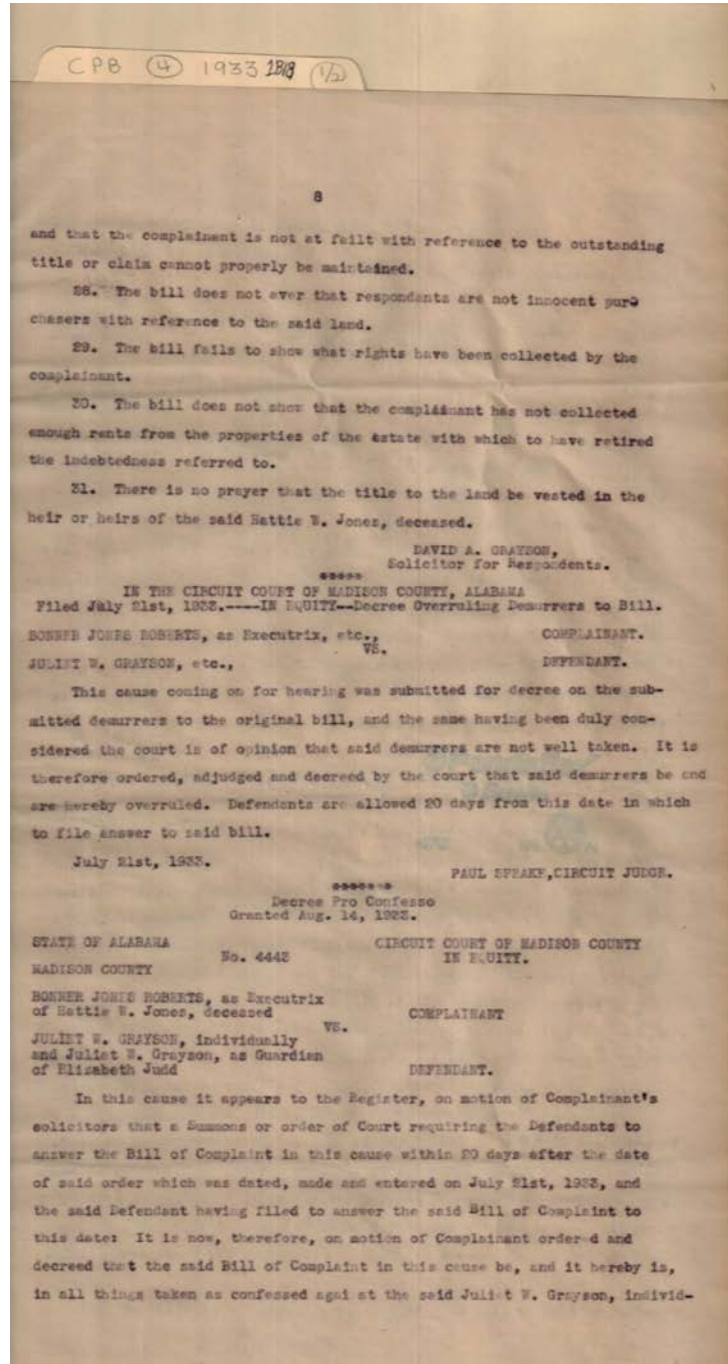 CPB 4 1933 2818 (1/2)
8
and that the complainant is not at failt with reference to the outstanding
title or claim cannot properly be maintained.
28. The bill does not aver that respondants are not innocent pure
chasers with reference to the said land.
29. The bill fails to show what rights have been collected by the
complainant.
30. The bill does not show that the compláinant has not collected
enough rents from the properties of the estate with which to have retired
the indebtedness referred to.
31. There is no prayer that the title to the land be vested in the
heir or heirs of the said Hattie W. Jones, deceased.
DAVID A. GRAYSON,
Solicitor for Respondents.
*****
IN THE CIRCUIT COURT OF MADISON COUNTY, ALABAMA
Filed July 21st, 1933.----IN EQUITY--Decree Overruling Demurrers to Bill.
BONNER JONES ROBERTS, as Executrix, etc., COMPLAINANT.
VS.
JULIET W. GRAYSON, etc., DEFENDANT.
This cause coming on for hearing was submitted for decree on the sub-
mitted demurrers to the original bill, and the same having been duly con-
sidered the court is of opinion that said demurrers are not well taken. It is
therefore ordered, adjudged and decreed by the court that said demurrers be and
are hereby overruled. Defendants are allowed 20 days from this date in which
to file answer to said bill.
July 21st, 1933.
PAUL SPEAKE,CIRCUIT JUDGE.
*******
Decree Pro Confesso
Granted Aug. 14, 1933.
STATE OF ALABAMA CIRCUIT COURT OF MADISON COUNTY
No. 4443 IN EQUITY.
MADISON COUNTY
BONNER JONES ROBERTS, as Executrix
of Hattie W. Jones, deceased COMPLAINANT
VS.
JULIET W. GRAYSON, individually
and Juliet W. Grayson, as Guardian
of Elizabeth Judd DEFENDANT.
In this cause it appears to the Register, on motion of Complainant's
solicitors that a Summons or order of Court requiring the Defendants to
answer the Bill of Complaint in this cause within 20 days after the date
of said order which was dated, made and entered on July 21st, 1933, and
the said Defendant having filed to answer the said Bill of Complaint to
this date: It is now, therefore, on motion of Complainant order d and
decreed that the said Bill of Complaint in this cause be, and it hereby is,
in all things taken as confessed agai st the said Juliet W. Grayson, individ-